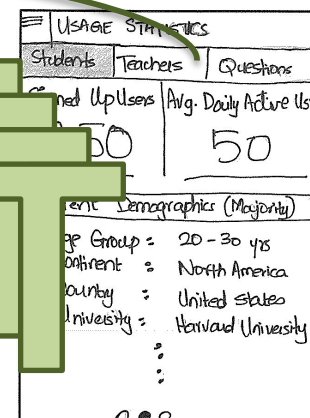 USAGE STATISTICS
Students Teachers Questions
Up Users Avg. Daily Active Us
50 50
Demographics (Majority)
Group : 20-30 yrs
: North America
: United States
: Harvard University